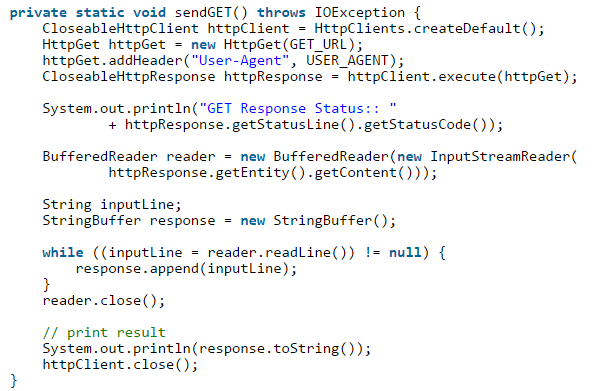 private static void sendGET() throws IOException {
    CloseableHttpClient httpClient = HttpClients.createDefault();
    HttpGet httpGet = new HttpGet(GET_URL);
    httpGet.addHeader("User-Agent", USER_AGENT);
    CloseableHttpResponse httpResponse = httpClient.execute(httpGet);

    System.out.println("GET Response Status:: "
            + httpResponse.getStatusLine().getStatusCode());

    BufferedReader reader = new BufferedReader(new InputStreamReader(
            httpResponse.getEntity().getContent()));

    String inputLine;
    StringBuffer response = new StringBuffer();

    while ((inputLine = reader.readLine()) != null) {
        response.append(inputLine);
    }
    reader.close();

    // print result
    System.out.println(response.toString());
    httpClient.close();
}